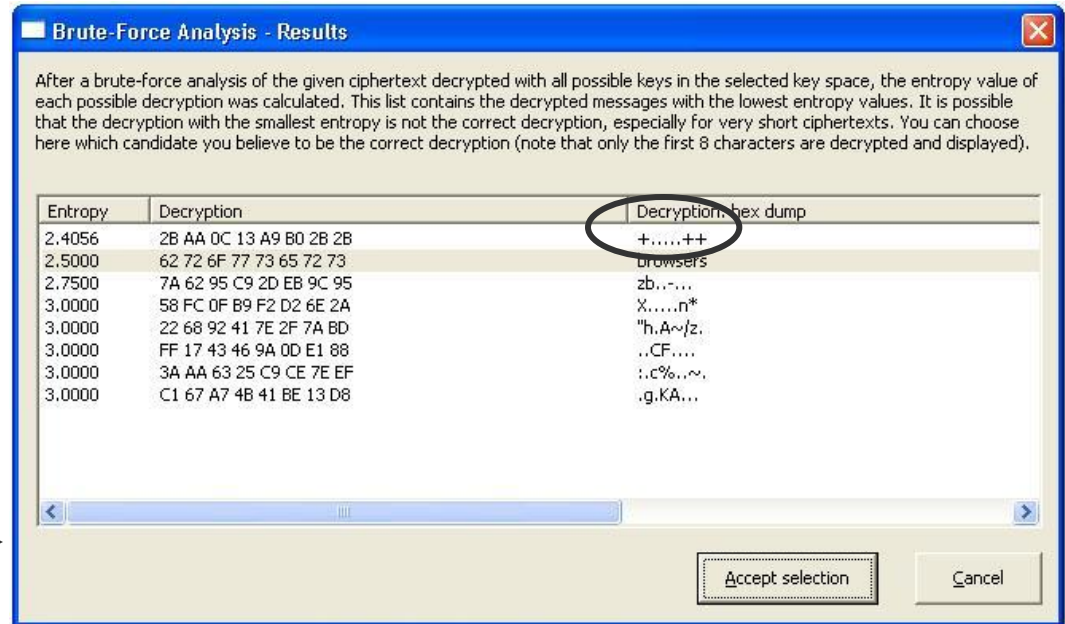 Brute-Force Analysis - Results
After a brute-force analysis of the given ciphertext decrypted with all possible keys in the selected key space, the entropy value of
each possible decryption was calculated. This list contains the decrypted messages with the lowest entropy values. It is possible
that the decryption with the smallest entropy is not the correct decryption, especially for very short ciphertexts. You can choose
here which candidate you believe to be the correct decryption (note that only the first 8 characters are decrypted and displayed).
Entropy Decryption Decryption: hex dump
2.4056 2B AA 0C 13 A9 B0 2B 2B +.....++
2.5000 62 72 6F 77 73 65 72 73 browsers
2.7500 7A 62 95 C9 2D EB 9C 95 zb..-...
3.0000 58 FC 0F B9 F2 D2 6E 2A X.....n*
3.0000 22 68 92 41 7E 2F 7A BD "h.A~/z.
3.0000 FF 17 43 46 9A 0D E1 88 ..CF....
3.0000 3A AA 63 25 C9 CE 7E EF :.c%..~.
3.0000 C1 67 A7 4B 41 BE 13 D8 .g.KA...
Accept selection Cancel